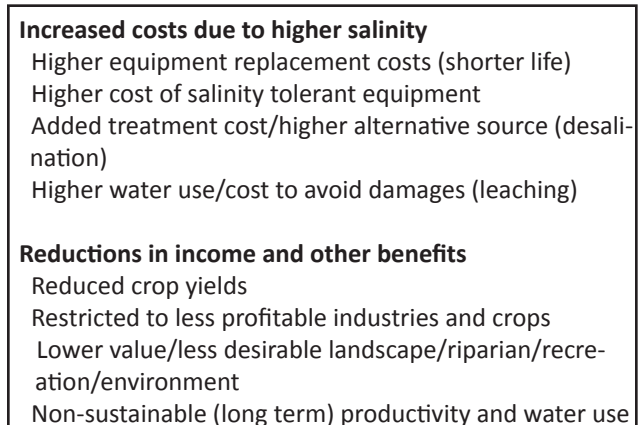 Increased costs due to higher salinity
Higher equipment replacement costs (shorter life)
Higher cost of salinity tolerant equipment
Added treatment cost/higher alternative source (desali-
nation)
Higher water use/cost to avoid damages (leaching)
Reductions in income and other benefits
Reduced crop yields
Restricted to less profitable industries and crops
Lower value/less desirable landscape/riparian/recre-
ation/environment
Non-sustainable (long term) productivity and water use